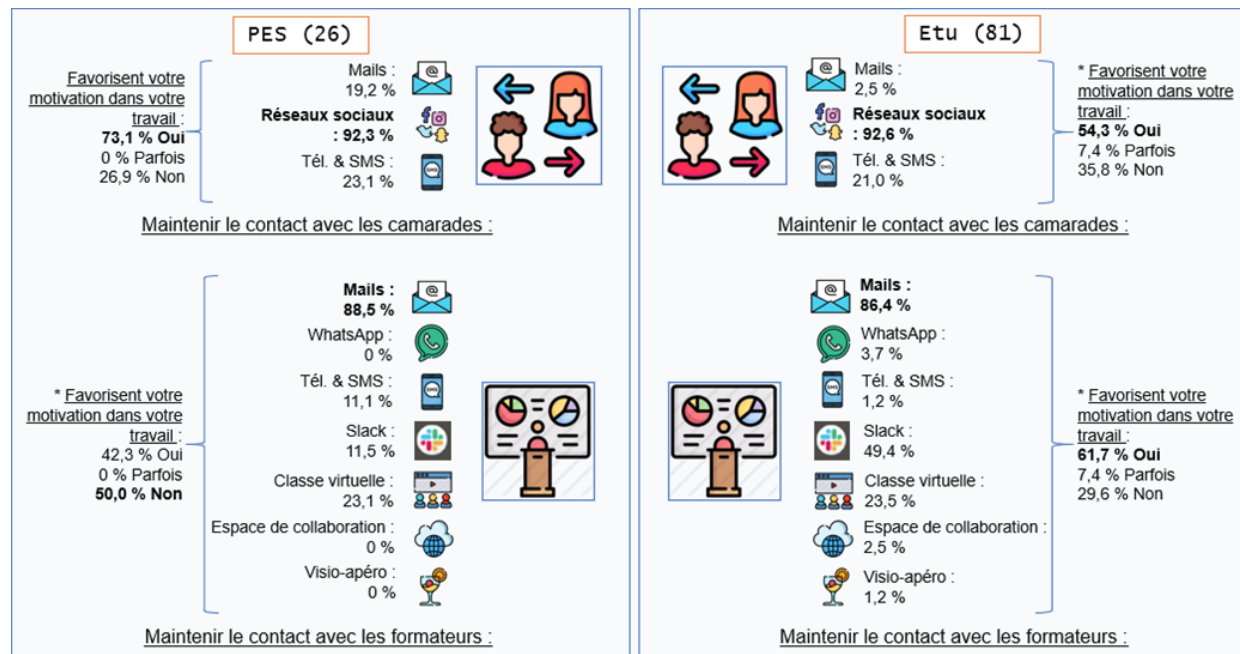 PES (26)
Favorisent votre
motivation dans votre
travail :
73,1 % Oui
0 % Parfois
26,9 % Non
Mails :
19,2 %
@
Réseaux sociaux
: 92,3 %
Tél. & SMS :
23,1 %
SMS
Maintenir le contact avec les camarades :
* Favorisent votre
motivation dans votre
travail :
42,3 % Oui
0 % Parfois
50,0 % Non
Mails :
88,5 %
@
WhatsApp :
0 %
Tél. & SMS :
11,1 %
SMS
Slack :
11,5 %
Classe virtuelle :
23,1 %
Espace de collaboration :
0 %
Visio-apéro :
0 %
Maintenir le contact avec les formateurs :
Etu (81)
@
Mails :
2,5 %
Réseaux sociaux
: 92,6 %
SMS
Tél. & SMS :
21,0 %
* Favorisent votre
motivation dans votre
travail :
54,3 % Oui
7,4 % Parfois
35,8 % Non
Maintenir le contact avec les camarades :
@
Mails :
86,4 %
WhatsApp :
3,7 %
SMS
Tél. & SMS :
1,2 %
Slack :
49,4 %
Classe virtuelle :
23,5 %
Espace de collaboration :
2,5 %
Visio-apéro :
1,2 %
* Favorisent votre
motivation dans votre
travail :
61,7 % Oui
7,4 % Parfois
29,6 % Non
Maintenir le contact avec les formateurs :